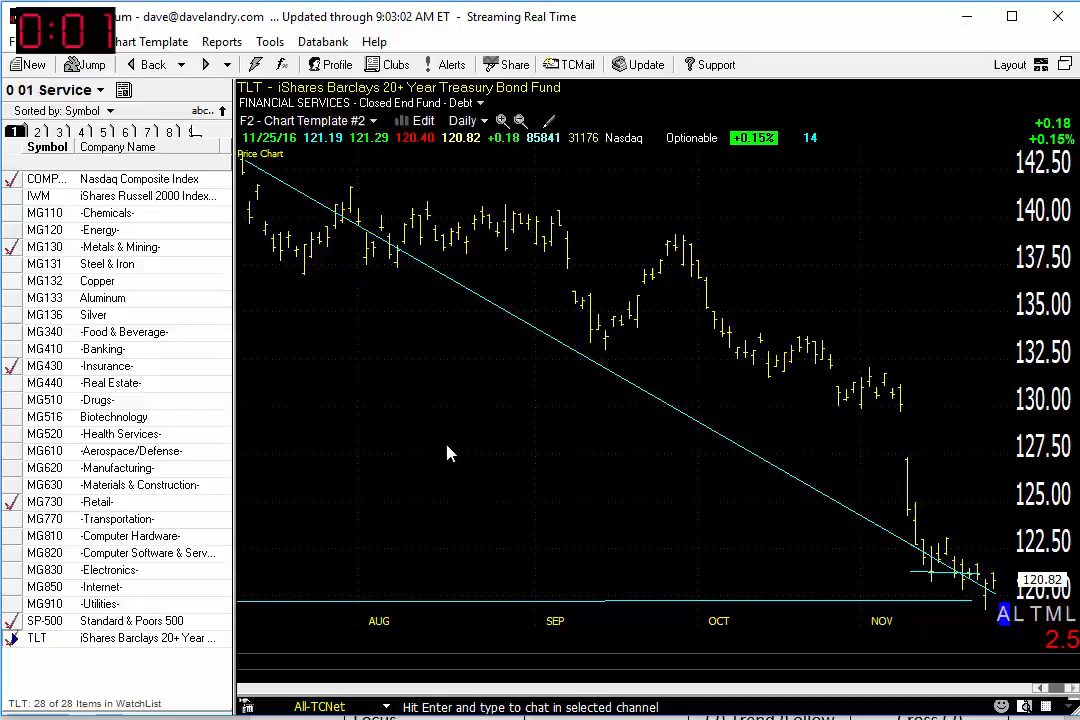 0:01
um - dave@davelandry.com ... Updated through 9:03:02 AM ET - Streaming Real Time
F hart Template Reports Tools Databank Help
New Jump Back Profile Clubs Alerts Share TCMail Update Support Layout
0 01 Service
Sorted by: Symbol abc..
1 2 3 4 5 6 7 8
Symbol Company Name
COMP... Nasdaq Composite Index
IWM iShares Russell 2000 Index...
MG110 -Chemicals-
MG120 -Energy-
MG130 -Metals & Mining-
MG131 Steel & Iron
MG132 Copper
MG133 Aluminum
MG136 Silver
MG340 -Food & Beverage-
MG410 -Banking-
MG430 -Insurance-
MG440 -Real Estate-
MG510 -Drugs-
MG516 Biotechnology
MG520 -Health Services-
MG610 -Aerospace/Defense-
MG620 -Manufacturing-
MG630 -Materials & Construction-
MG730 -Retail-
MG770 -Transportation-
MG810 -Computer Hardware-
MG820 -Computer Software & Serv...
MG830 -Electronics-
MG850 -Internet-
MG910 -Utilities-
SP-500 Standard & Poors 500
TLT iShares Barclays 20+ Year ...
TLT: 28 of 28 Items in WatchList
TLT - iShares Barclays 20+ Year Treasury Bond Fund
FINANCIAL SERVICES - Closed End Fund - Debt
F2 - Chart Template #2 Edit Daily
11/25/16 121.19 121.29 120.40 120.82 +0.18 85841 31176 Nasdaq Optionable +0.15% 14
+0.18
+0.15%
Price Chart
142.50
140.00
137.50
135.00
132.50
130.00
127.50
125.00
122.50
120.82
120.00
A L T M L
AUG SEP OCT NOV
2.5
All-TCNet Hit Enter and type to chat in selected channel